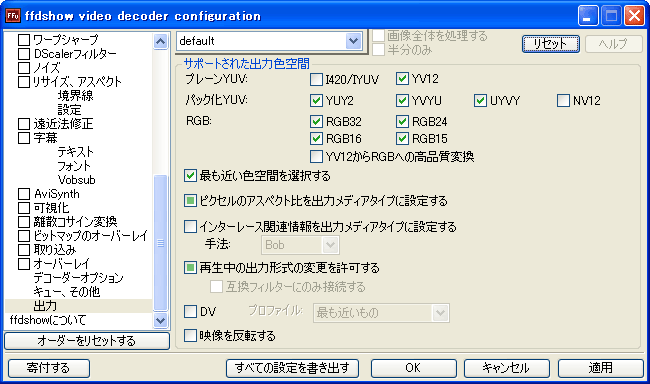 ffdshow video decoder configuration
ワープシャープ
DScalerフィルター
ノイズ
リサイズ、アスペクト
境界線
設定
遠近法修正
字幕
テキスト
フォント
Vobsub
AviSynth
可視化
離散コサイン変換
ビットマップのオーバーレイ
取り込み
オーバーレイ
デコーダーオプション
キュー、その他
出力
ffdshowについて
オーダーをリセットする
default
画像全体を処理する
半分のみ
リセット
ヘルプ
サポートされた出力色空間
プレーンYUV: I420/IYUV YV12
パック化YUV: YUY2 YVYU UYVY NV12
RGB: RGB32 RGB24
RGB16 RGB15
YV12からRGBへの高品質変換
最も近い色空間を選択する
ピクセルのアスペクト比を出力メディアタイプに設定する
インターレース関連情報を出力メディアタイプに設定する
手法: Bob
再生中の出力形式の変更を許可する
互換フィルターにのみ接続する
DV プロファイル: 最も近いもの
映像を反転する
寄付する すべての設定を書き出す OK キャンセル 適用